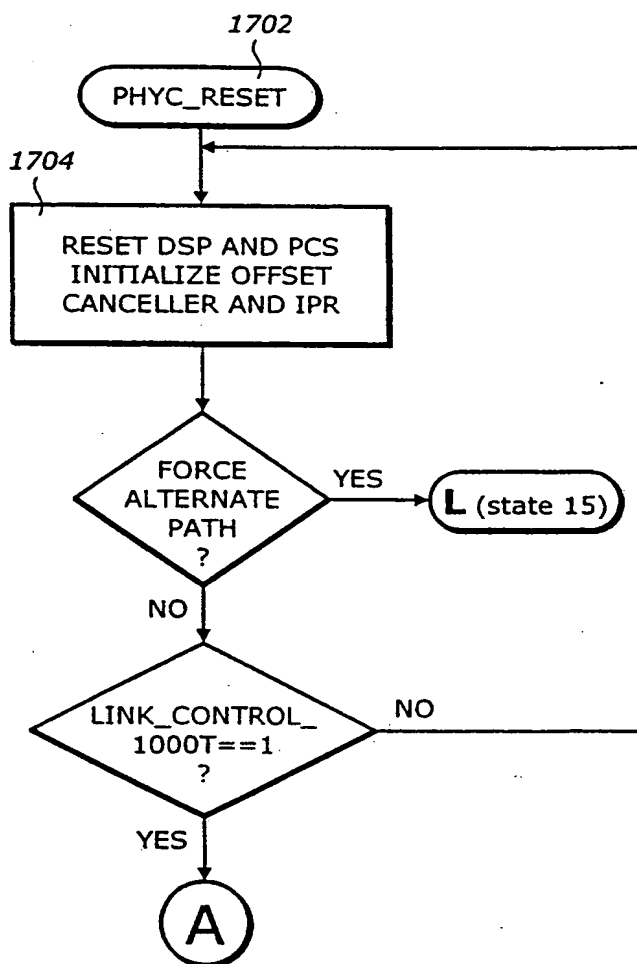 1702
PHYC_RESET
1704
RESET DSP AND PCS
INITIALIZE OFFSET
CANCELLER AND IPR
FORCE
ALTERNATE
PATH
?
YES
L (state 15)
NO
LINK_CONTROL_
1000T==1
?
NO
YES
A